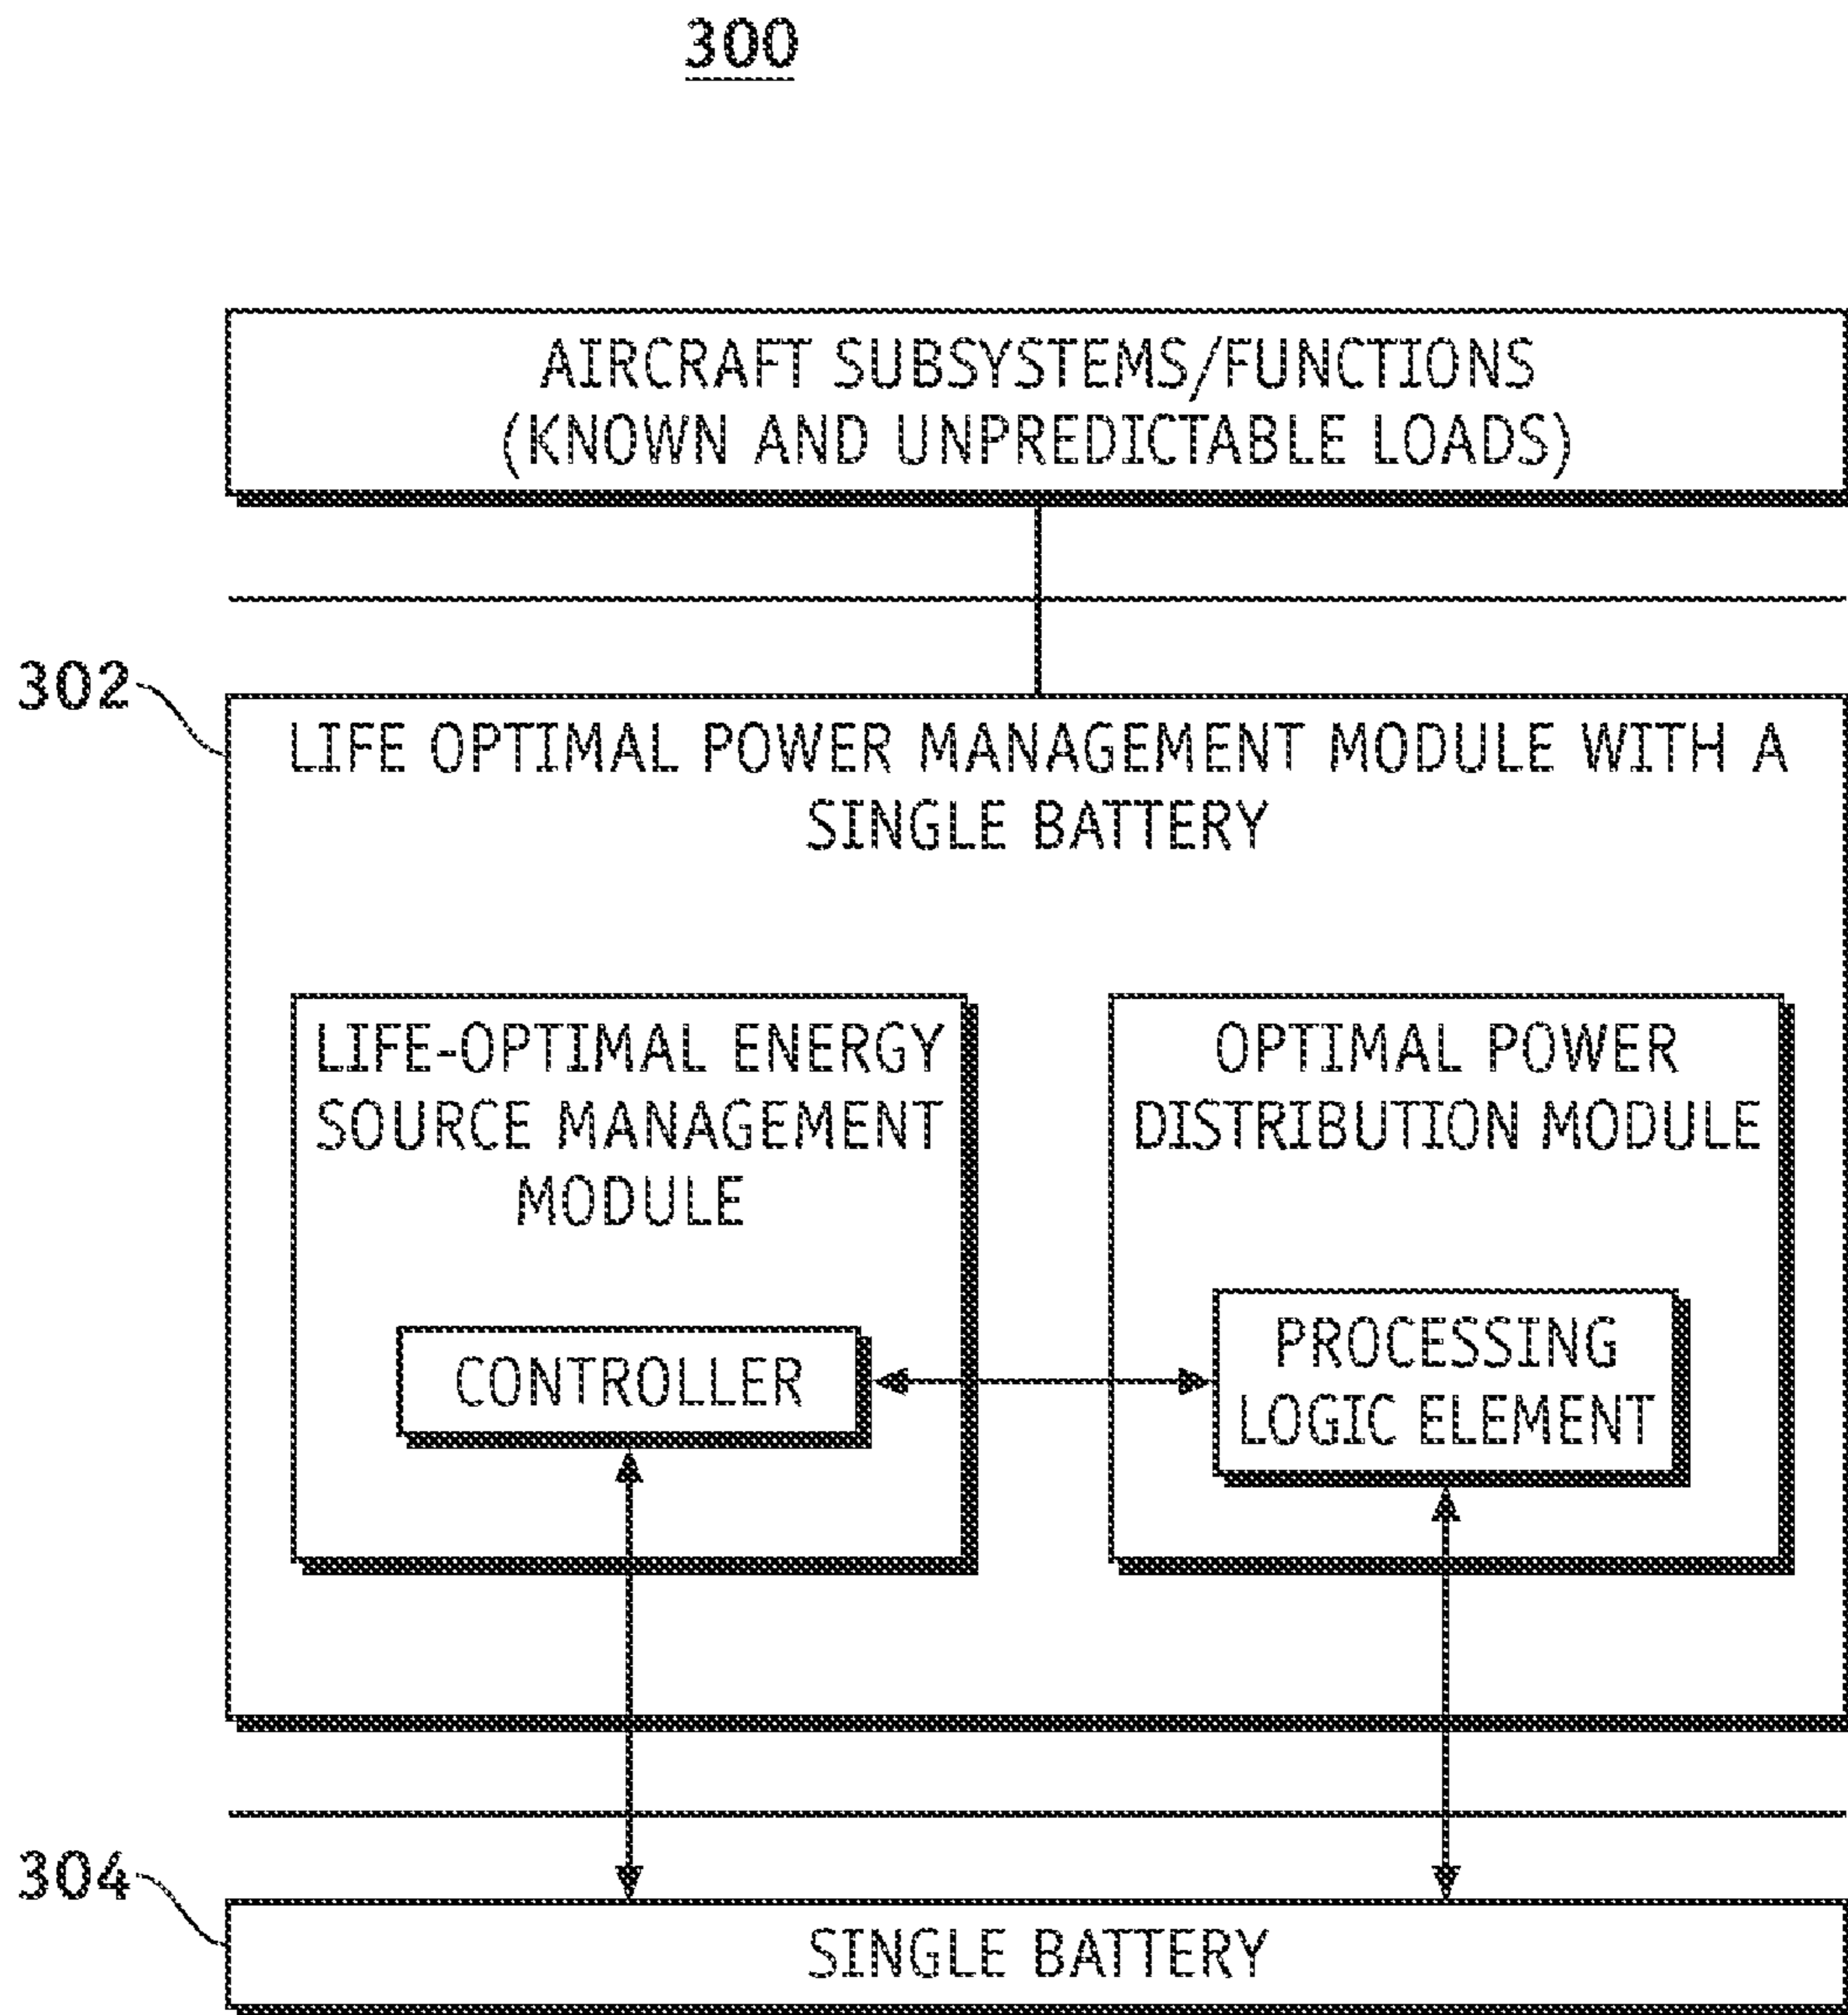 300
AIRCRAFT SUBSYSTEMS/FUNCTIONS
(KNOWN AND UNPREDICTABLE LOADS)
302
LIFE OPTIMAL POWER MANAGEMENT MODULE WITH A
SINGLE BATTERY
LIFE-OPTIMAL ENERGY
SOURCE MANAGEMENT
MODULE
CONTROLLER
OPTIMAL POWER
DISTRIBUTION MODULE
PROCESSING
LOGIC ELEMENT
304
SINGLE BATTERY